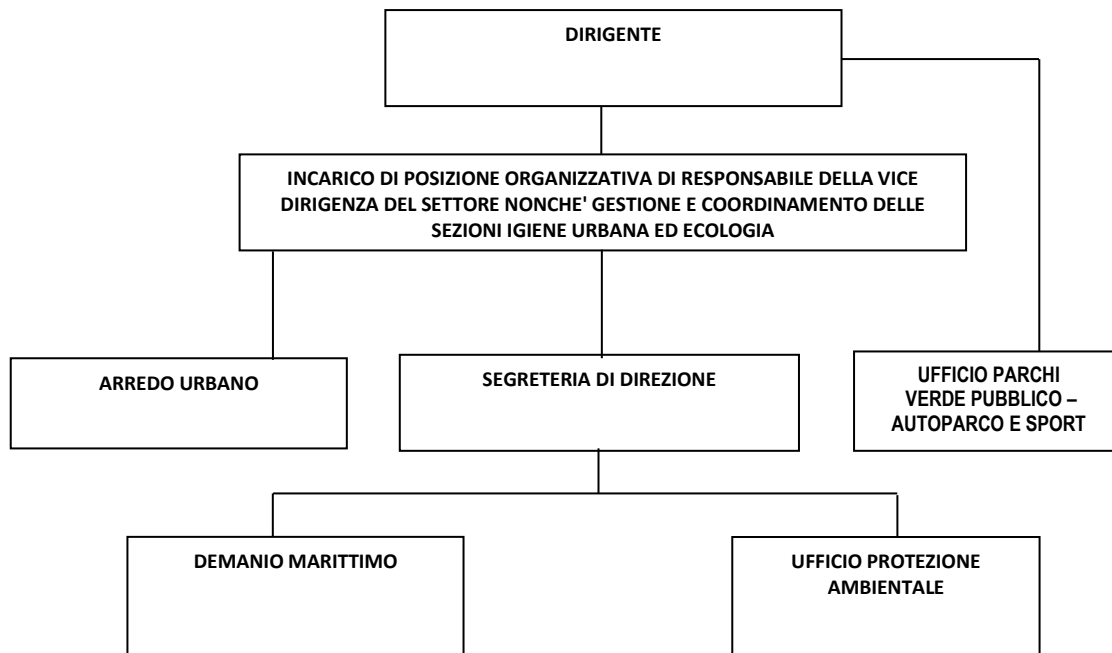 DIRIGENTE
INCARICO DI POSIZIONE ORGANIZZATIVA DI RESPONSABILE DELLA VICE
DIRIGENZA DEL SETTORE NONCHE' GESTIONE E COORDINAMENTO DELLE
SEZIONI IGIENE URBANA ED ECOLOGIA
ARREDO URBANO
SEGRETERIA DI DIREZIONE
UFFICIO PARCHI
VERDE PUBBLICO –
AUTOPARCO E SPORT
DEMANIO MARITTIMO
UFFICIO PROTEZIONE
AMBIENTALE